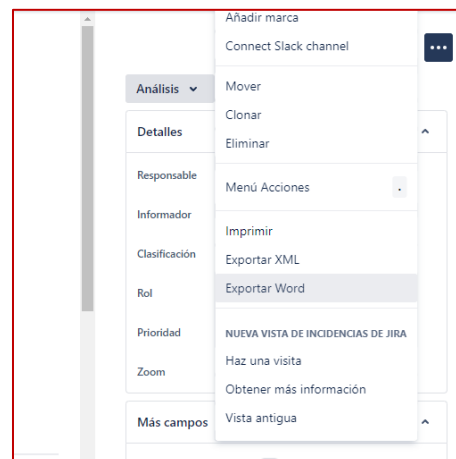 Añadir marca
Connect Slack channel
•••
Análisis
Mover
Clonar
Detalles
Eliminar
Responsable
Menú Acciones .
Informador
Imprimir
Clasificación
Exportar XML
Rol
Exportar Word
Prioridad
NUEVA VISTA DE INCIDENCIAS DE JIRA
Haz una visita
Zoom
Obtener más información
Más campos
Vista antigua